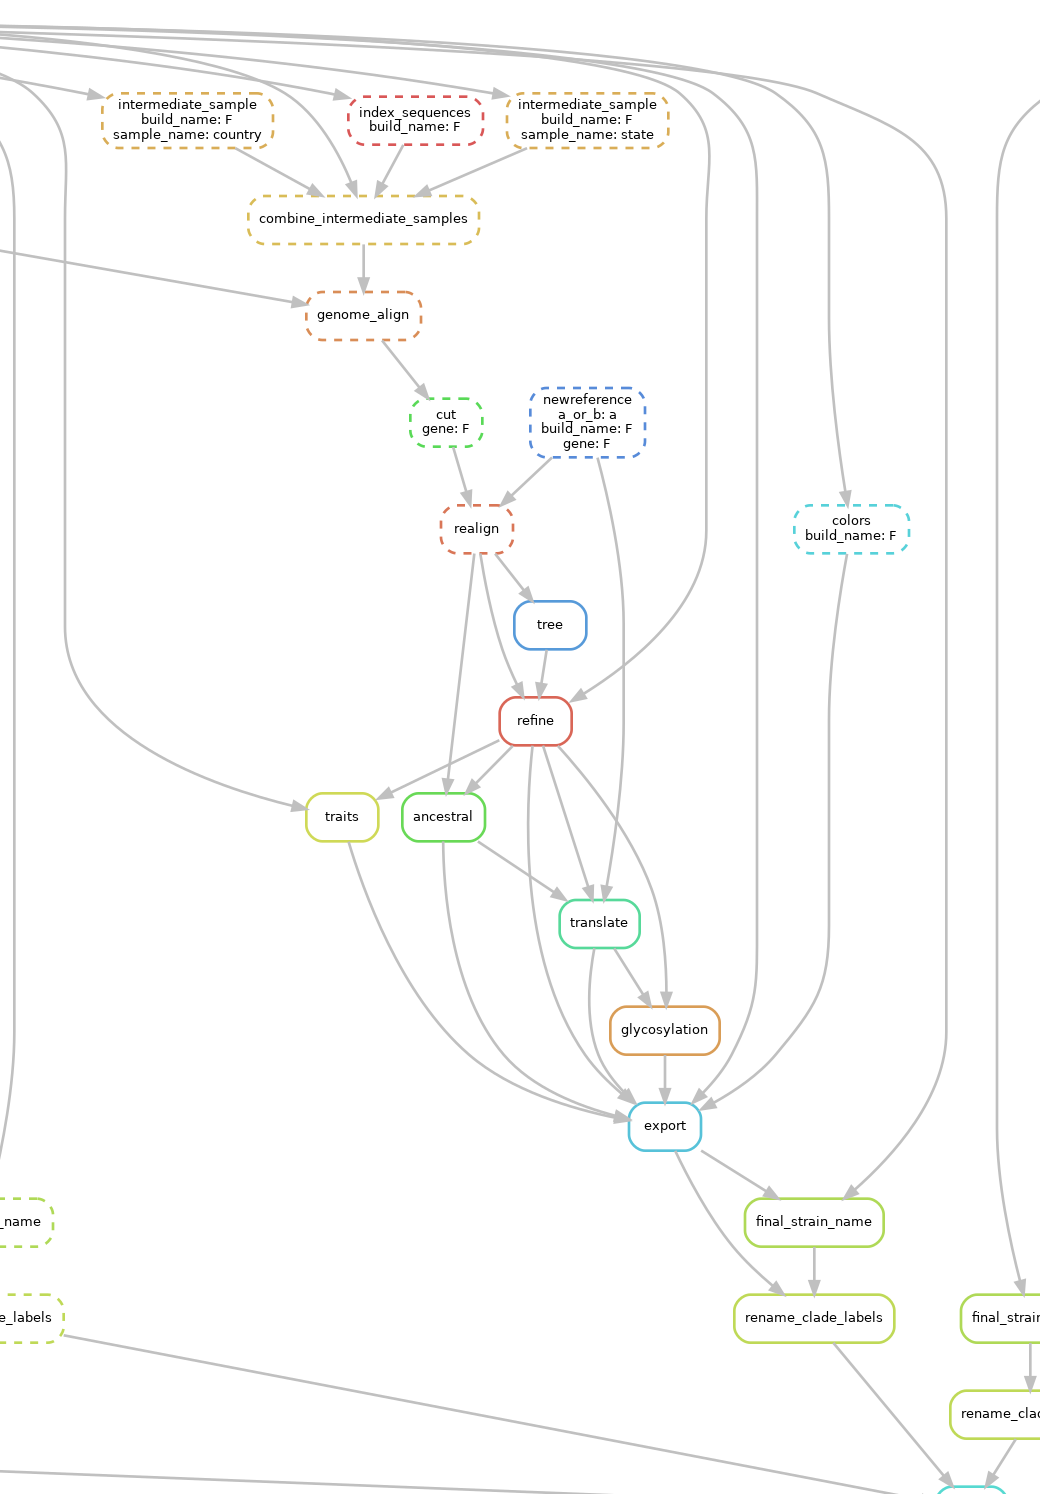 intermediate_sample
build_name: F
sample_name: country
index_sequences
build_name: F
intermediate_sample
build_name: F
sample_name: state
combine_intermediate_samples
genome_align
cut
gene: F
newreference
a_or_b: a
build_name: F
gene: F
realign
colors
build_name: F
tree
refine
traits
ancestral
translate
glycosylation
export
_name
final_strain_name
e_labels
rename_clade_labels
final_strain
rename_clad